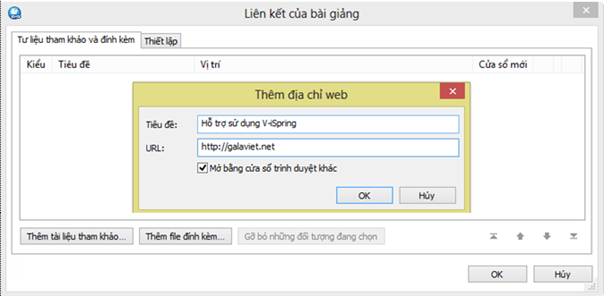 Liên kết của bài giảng
Tư liệu tham khảo và đính kèm Thiết lập
Kiểu Tiêu đề Vị trí Cửa sổ mới
Thêm địa chỉ web
Tiêu đề: Hỗ trợ sử dụng V-iSpring
URL: http://galaviet.net
Mở bằng cửa sổ trình duyệt khác
OK Hủy
Thêm tài liệu tham khảo... Thêm file đính kèm... Gỡ bỏ những đối tượng đang chọn
OK Hủy